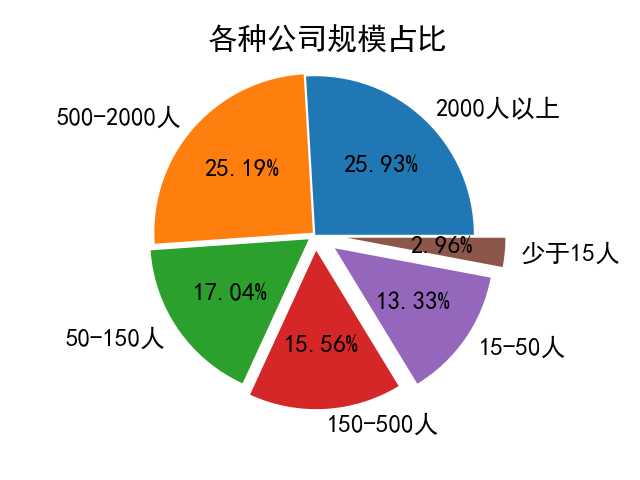 各种公司规模占比
2000人以上
25.93%
500-2000人
25.19%
50-150人
17.04%
150-500人
15.56%
15-50人
13.33%
少于15人
2.96%